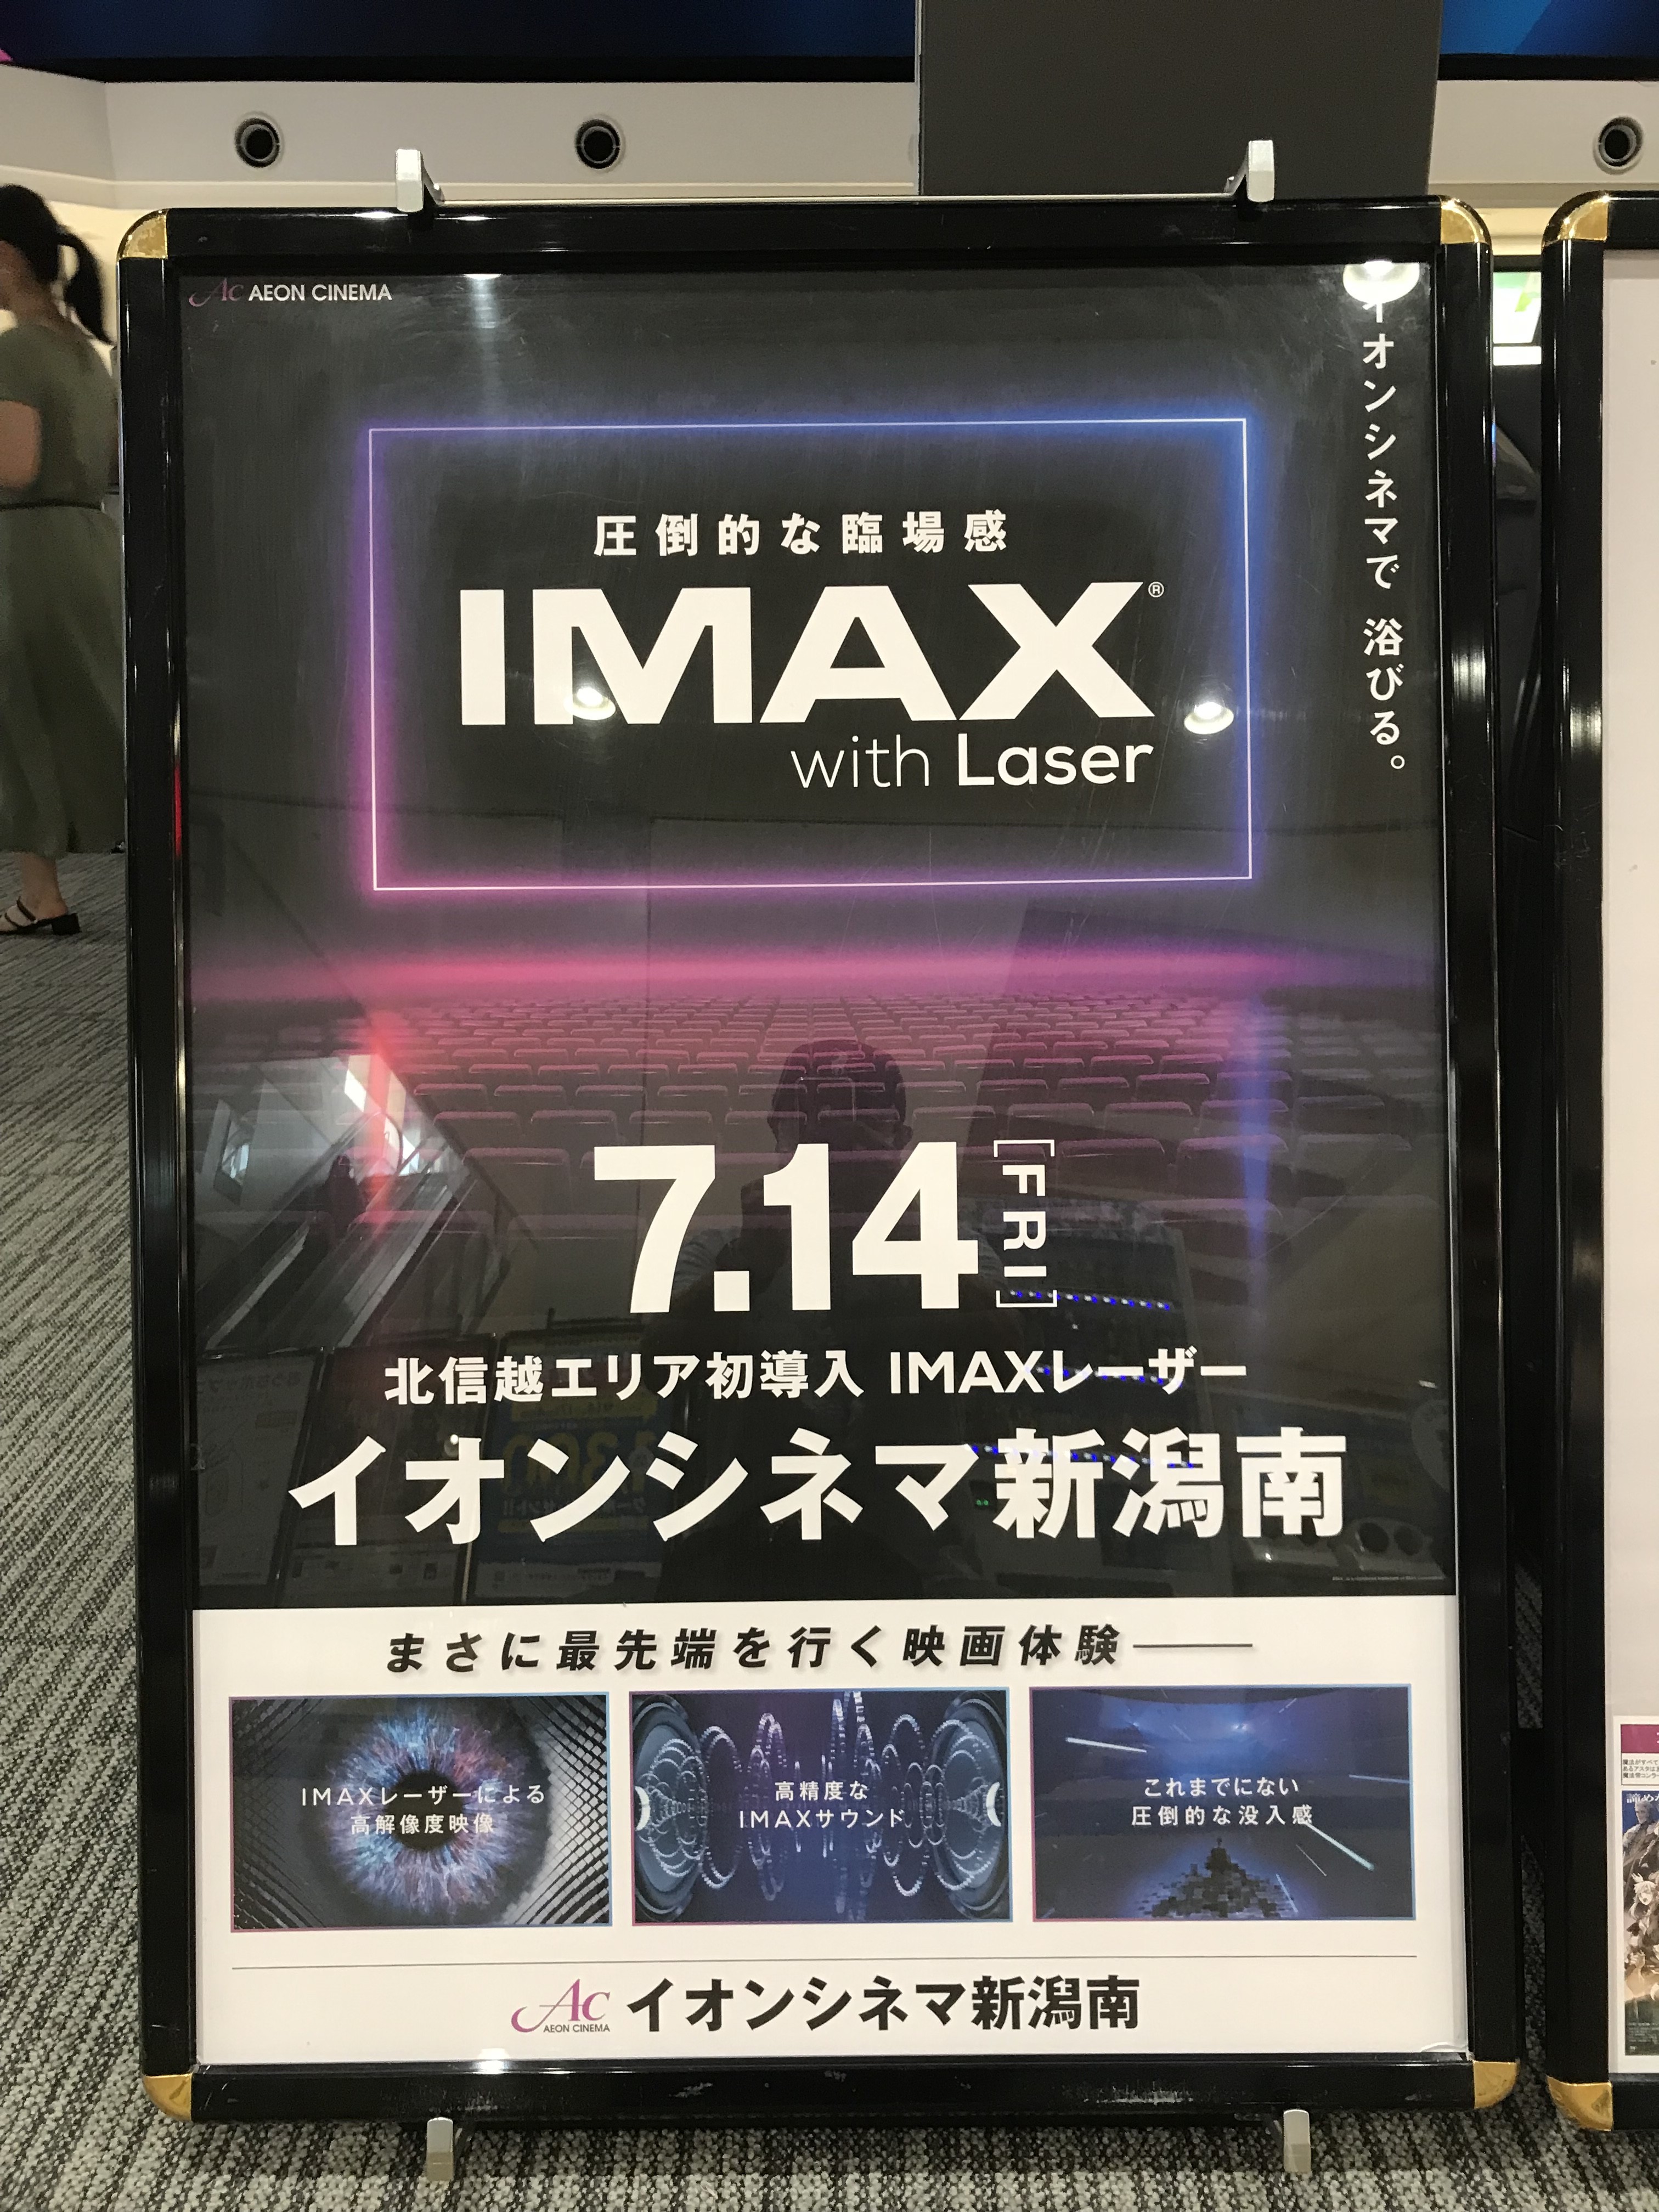 AC AEON CINEMA
イオンシネマで 浴びる。
圧倒的な臨場感
IMAX®
with Laser
7.14 [FRI]
北信越エリア初導入 IMAXレーザー
イオンシネマ新潟南
まさに最先端を行く映画体験
IMAXレーザーによる
高解像度映像
高精度な
IMAXサウンド
これまでにない
圧倒的な没入感
AC AEON CINEMA イオンシネマ新潟南